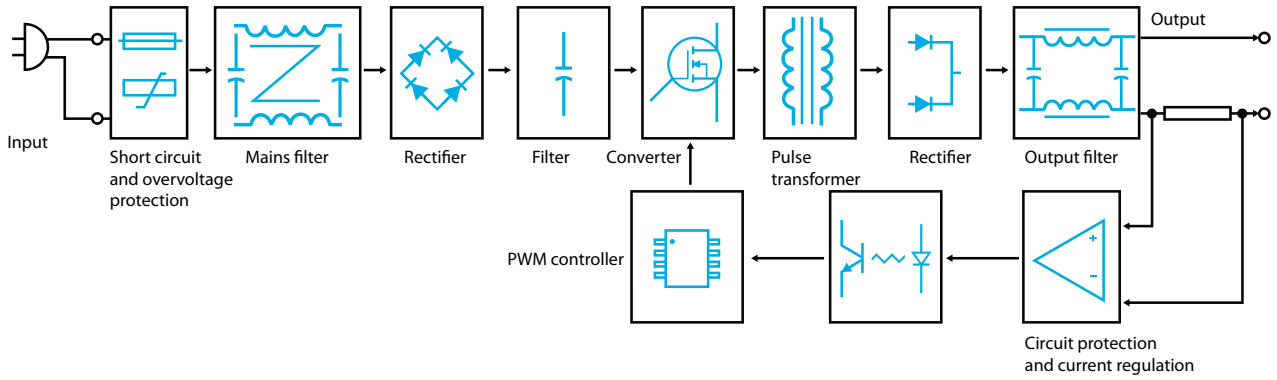 Output
Input
Short circuit
and overvoltage
protection
Mains filter
Rectifier
Filter
Converter
Pulse
transformer
Rectifier
Output filter
PWM controller
+
−
Circuit protection
and current regulation